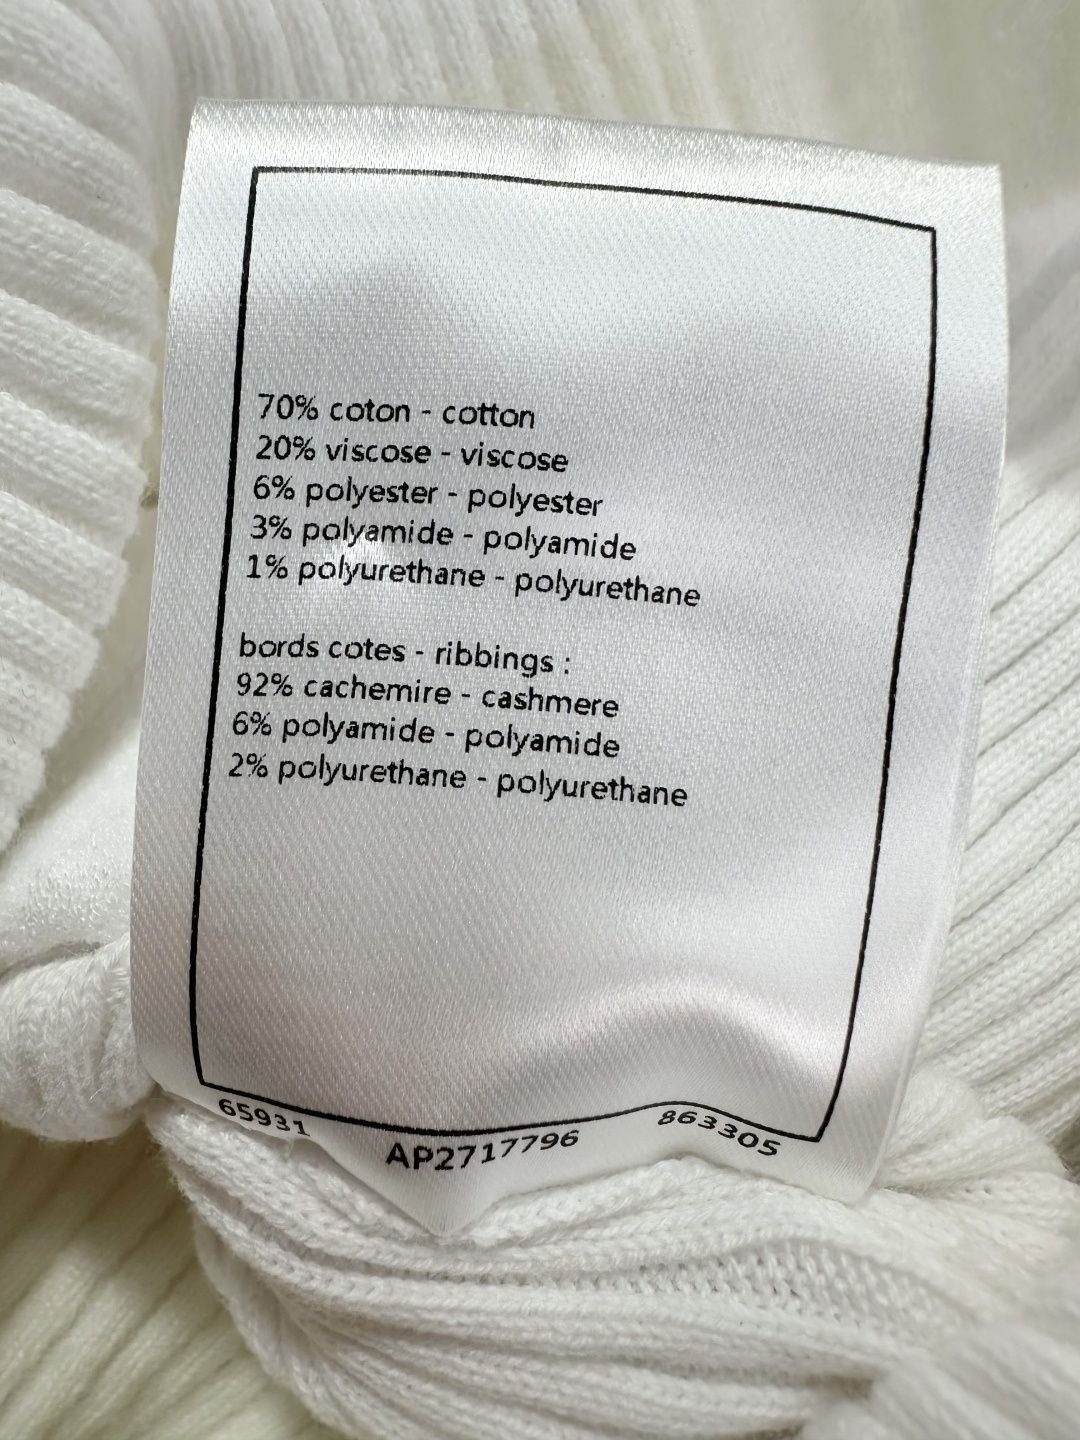 70% coton - cotton
20% viscose - viscose
6% polyester - polyester
3% polyamide - polyamide
1% polyurethane - polyurethane
bords cotes - ribbings :
92% cachemire - cashmere
6% polyamide - polyamide
2% polyurethane - polyurethane
65931 AP2717796 863305